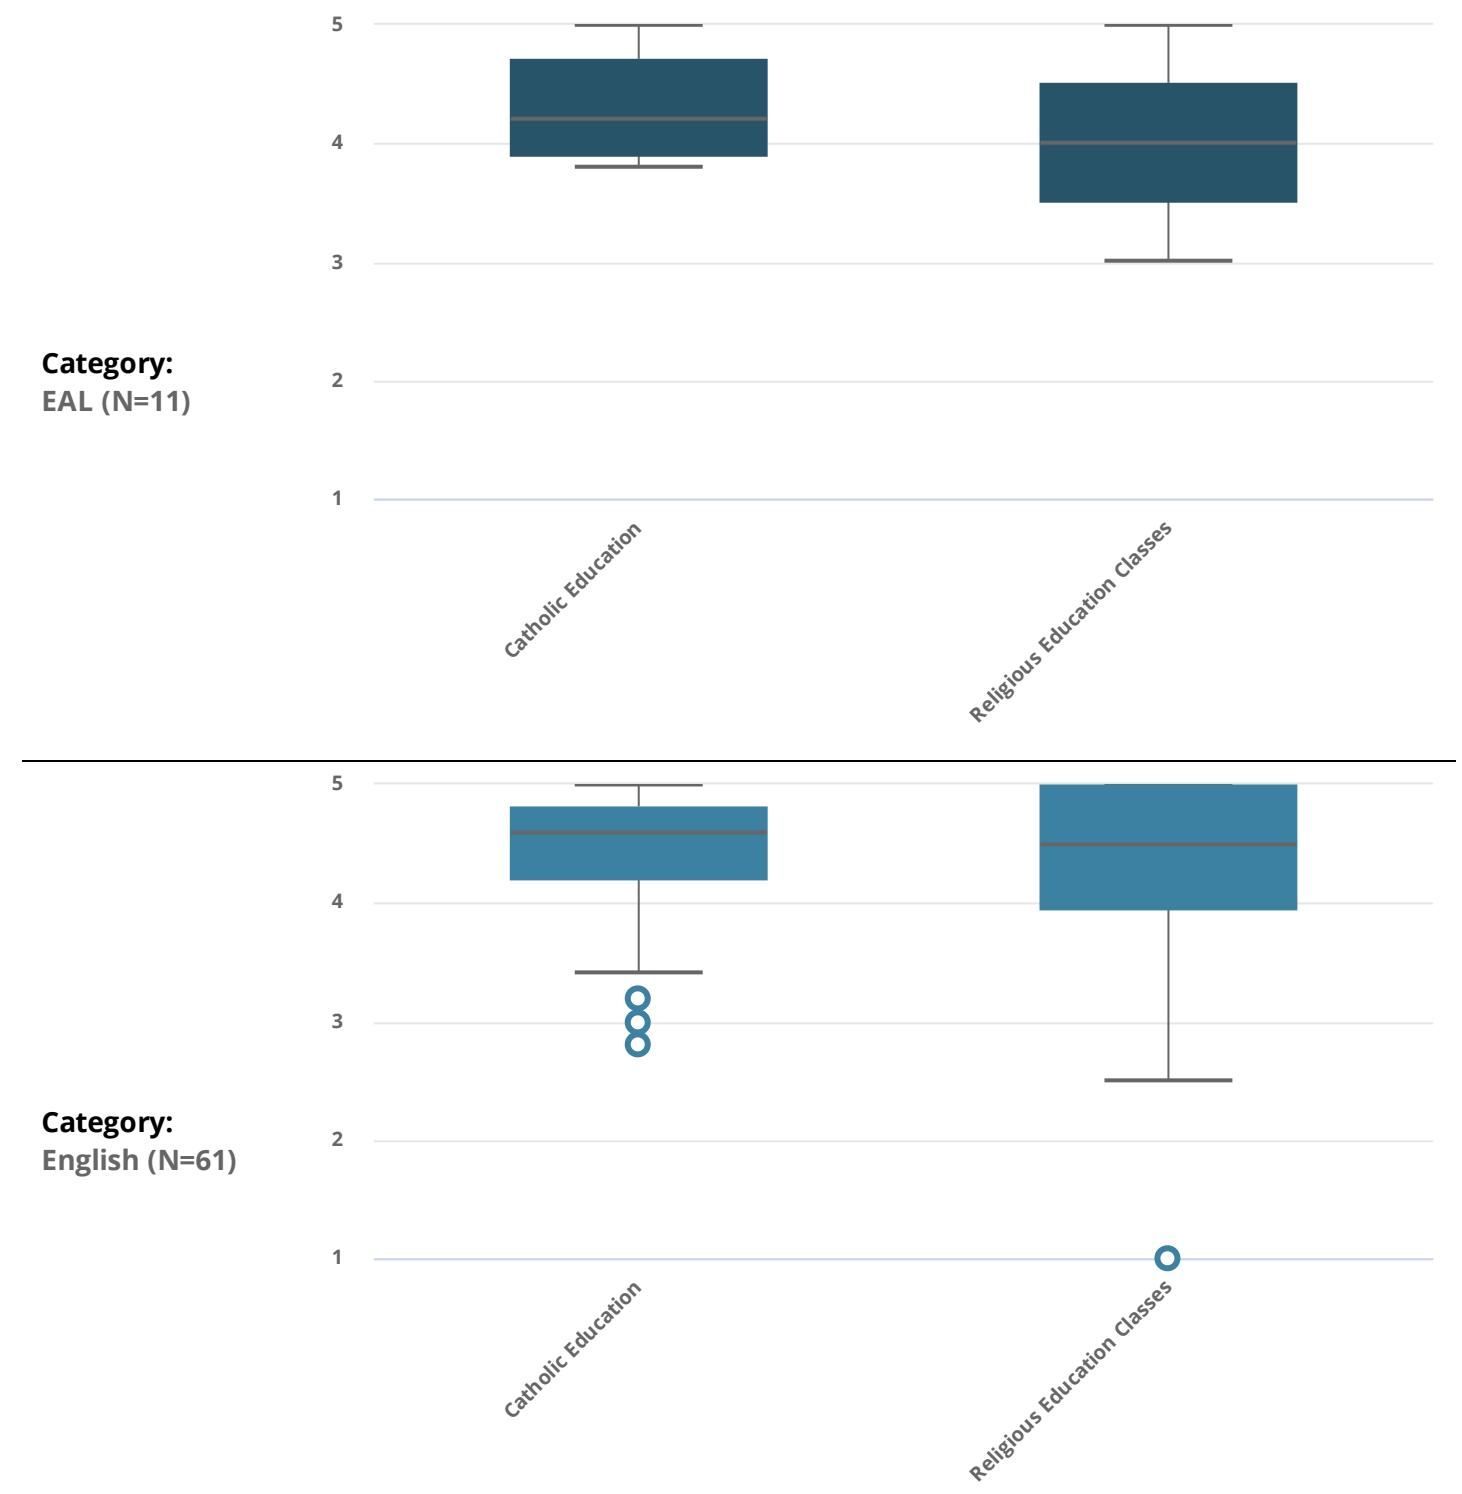 5
4
3
Category:
EAL (N=11)
2
1
Catholic Education
Religious Education Classes
5
4
3
Category:
English (N=61)
2
1
Catholic Education
Religious Education Classes